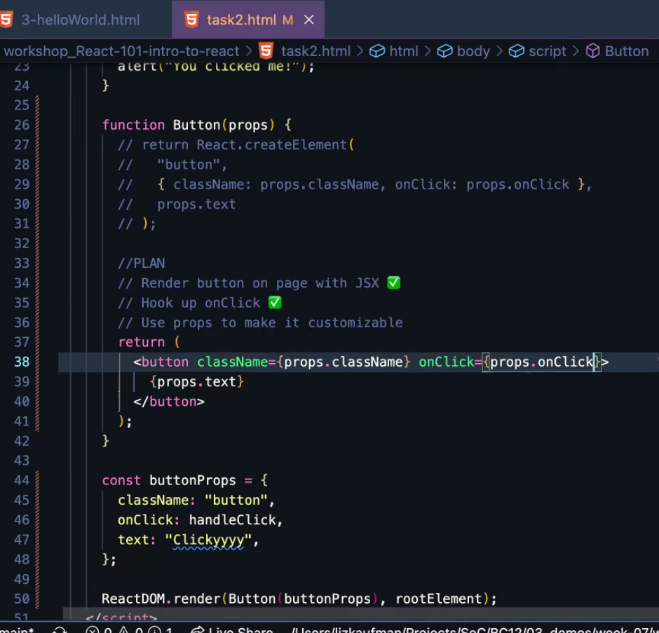 3-helloWorld.html
task2.html M ×
workshop_React-101-intro-to-react > task2.html > html > body > script > Button
23 alert("You clicked me!");
24 }
25
26 function Button(props) {
27 // return React.createElement(
28 //   "button",
29 //   { className: props.className, onClick: props.onClick },
30 //   props.text
31 // );
32
33 //PLAN
34 // Render button on page with JSX ✅
35 // Hook up onClick ✅
36 // Use props to make it customizable
37 return (
38 <button className={props.className} onClick={props.onClick}>
39 {props.text}
40 </button>
41 );
42 }
43
44 const buttonProps = {
45 className: "button",
46 onClick: handleClick,
47 text: "Clickyyyy",
48 };
49
50 ReactDOM.render(Button(buttonProps), rootElement);
51 </script>
main* 0 0 1 Live Share /Users/lizkaufman/Projects/SoC/BC12/03_demos/week-07/w